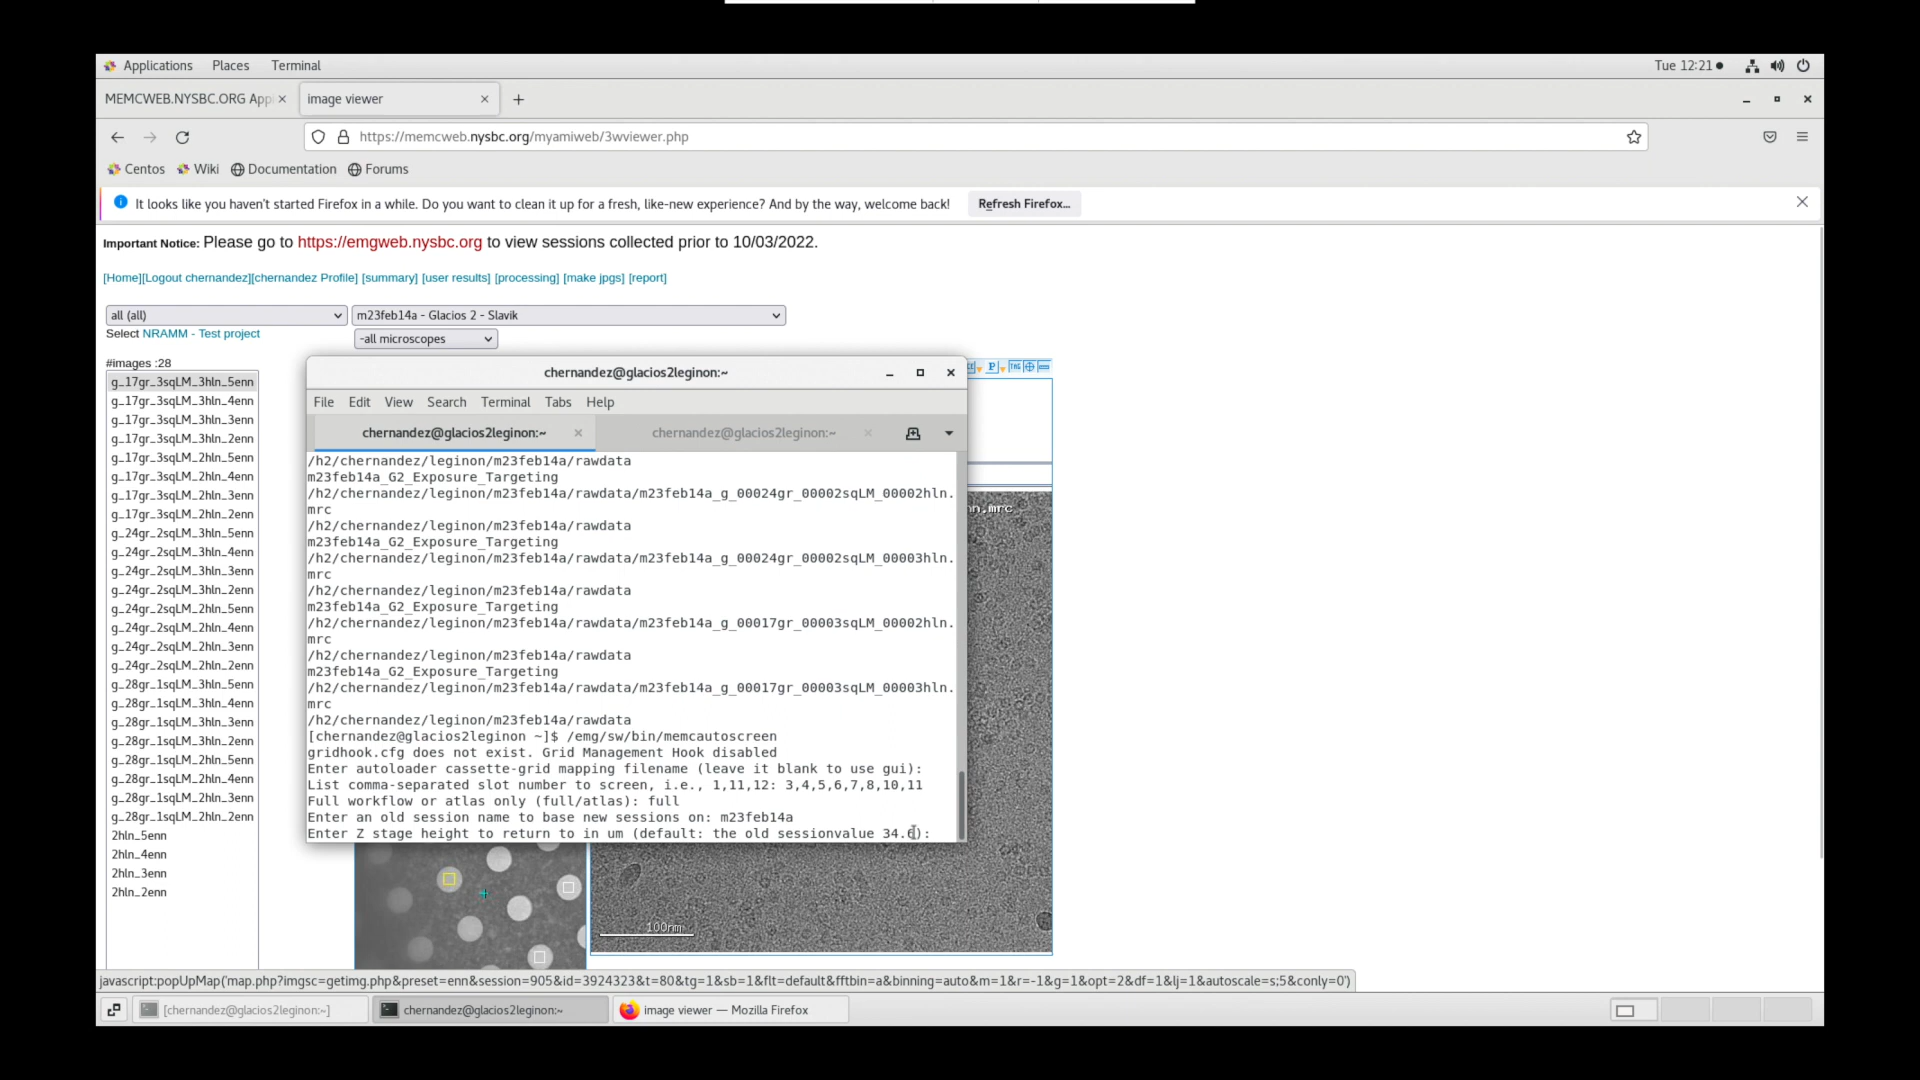 Applications Places Terminal
Tue 12:21
MEMCWEB.NYSBC.ORG App
image viewer
https://memcweb.nysbc.org/myamiweb/3wviewer.php
Centos Wiki Documentation Forums
It looks like you haven't started Firefox in a while. Do you want to clean it up for a fresh, like-new experience? And by the way, welcome back!
Refresh Firefox...
Important Notice: Please go to https://emgweb.nysbc.org to view sessions collected prior to 10/03/2022.
[Home][Logout chernandez][chernandez Profile] [summary] [user results] [processing] [make jpgs] [report]
all (all)
m23feb14a - Glacios 2 - Slavik
Select NRAMM - Test project
-all microscopes
#images :28
g_17gr_3sqLM_3hln_5enn
g_17gr_3sqLM_3hln_4enn
g_17gr_3sqLM_3hln_3enn
g_17gr_3sqLM_3hln_2enn
g_17gr_3sqLM_2hln_5enn
g_17gr_3sqLM_2hln_4enn
g_17gr_3sqLM_2hln_3enn
g_17gr_3sqLM_2hln_2enn
g_24gr_2sqLM_3hln_5enn
g_24gr_2sqLM_3hln_4enn
g_24gr_2sqLM_3hln_3enn
g_24gr_2sqLM_3hln_2enn
g_24gr_2sqLM_2hln_5enn
g_24gr_2sqLM_2hln_4enn
g_24gr_2sqLM_2hln_3enn
g_24gr_2sqLM_2hln_2enn
g_28gr_1sqLM_3hln_5enn
g_28gr_1sqLM_3hln_4enn
g_28gr_1sqLM_3hln_3enn
g_28gr_1sqLM_3hln_2enn
g_28gr_1sqLM_2hln_5enn
g_28gr_1sqLM_2hln_4enn
g_28gr_1sqLM_2hln_3enn
g_28gr_1sqLM_2hln_2enn
2hln_5enn
2hln_4enn
2hln_3enn
2hln_2enn
chernandez@glacios2leginon:~
File Edit View Search Terminal Tabs Help
chernandez@glacios2leginon:~
chernandez@glacios2leginon:~
/h2/chernandez/leginon/m23feb14a/rawdata
m23feb14a_G2_Exposure_Targeting
/h2/chernandez/leginon/m23feb14a/rawdata/m23feb14a_g_00024gr_00002sqLM_00002hln.
mrc
/h2/chernandez/leginon/m23feb14a/rawdata
m23feb14a_G2_Exposure_Targeting
/h2/chernandez/leginon/m23feb14a/rawdata/m23feb14a_g_00024gr_00002sqLM_00003hln.
mrc
/h2/chernandez/leginon/m23feb14a/rawdata
m23feb14a_G2_Exposure_Targeting
/h2/chernandez/leginon/m23feb14a/rawdata/m23feb14a_g_00017gr_00003sqLM_00002hln.
mrc
/h2/chernandez/leginon/m23feb14a/rawdata
m23feb14a_G2_Exposure_Targeting
/h2/chernandez/leginon/m23feb14a/rawdata/m23feb14a_g_00017gr_00003sqLM_00003hln.
mrc
/h2/chernandez/leginon/m23feb14a/rawdata
[chernandez@glacios2leginon ~]$ /emg/sw/bin/memcautoscreen
gridhook.cfg does not exist. Grid Management Hook disabled
Enter autoloader cassette-grid mapping filename (leave it blank to use gui):
List comma-separated slot number to screen, i.e., 1,11,12: 3,4,5,6,7,8,10,11
Full workflow or atlas only (full/atlas): full
Enter an old session name to base new sessions on: m23feb14a
Enter Z stage height to return to in um (default: the old sessionvalue 34.6):
P TAG
nn.mrc
100nm
javascript:popUpMap('map.php?imgsc=getimg.php&preset=enn&session=905&id=3924323&t=80&tg=1&sb=1&flt=default&fftbin=a&binning=auto&m=1&r=-1&g=1&opt=2&df=1&lj=1&autoscale=s;5&conly=0')
[chernandez@glacios2leginon:~]
chernandez@glacios2leginon:~
image viewer — Mozilla Firefox